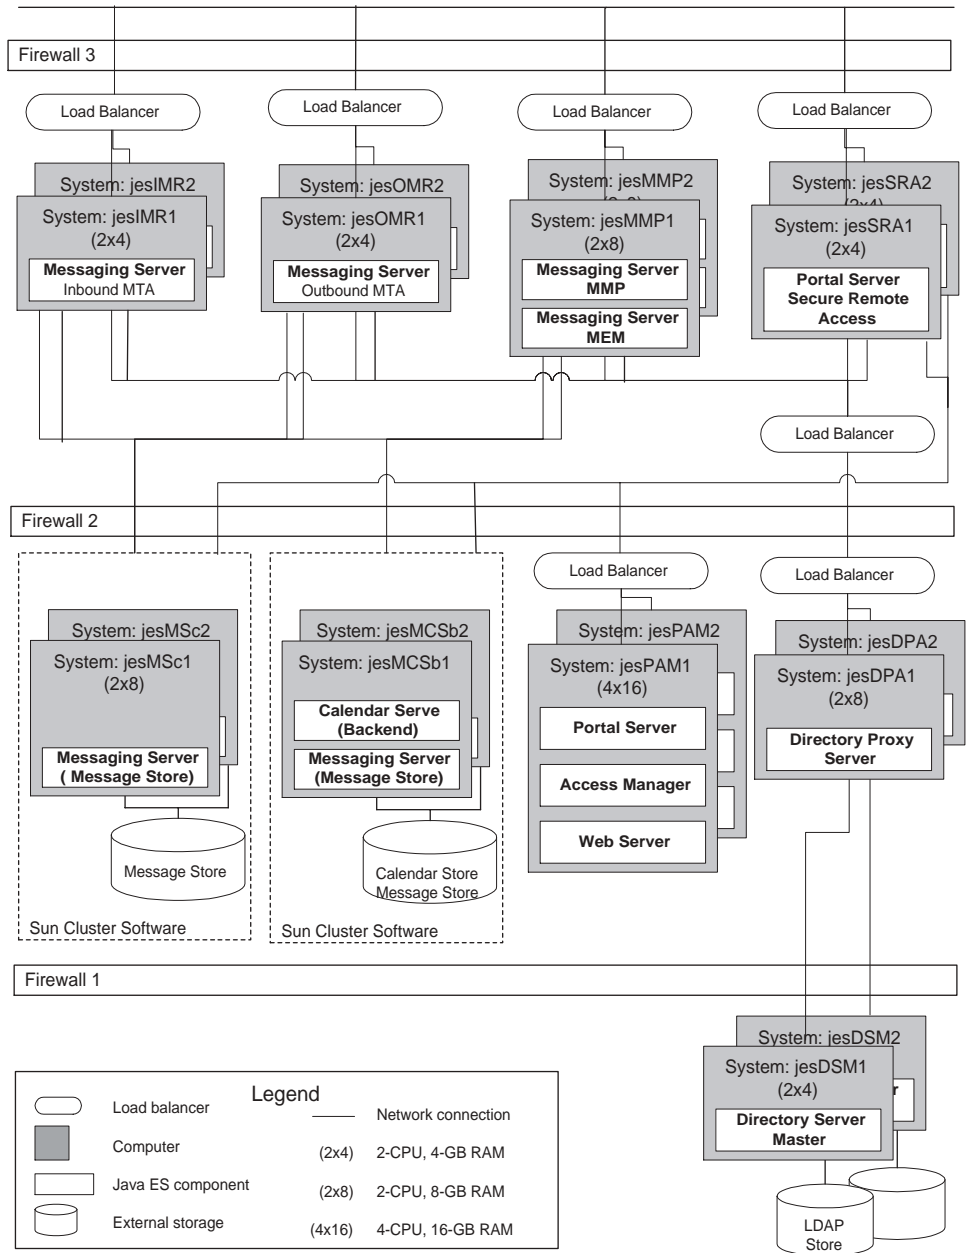 Firewall 3
Load Balancer
Load Balancer
Load Balancer
Load Balancer
System: jesIMR2
System: jesIMR1
(2x4)
Messaging Server
Inbound MTA
System: jesOMR2
System: jesOMR1
(2x4)
Messaging Server
Outbound MTA
System: jesMMP2
System: jesMMP1
(2x8)
Messaging Server
MMP
Messaging Server
MEM
System: jesSRA2
(2x4)
System: jesSRA1
(2x4)
Portal Server
Secure Remote
Access
Load Balancer
Firewall 2
Load Balancer
Load Balancer
System: jesMSc2
System: jesMSc1
(2x8)
Messaging Server
( Message Store)
Message Store
Sun Cluster Software
System: jesMCSb2
System: jesMCSb1
Calendar Serve
(Backend)
Messaging Server
(Message Store)
Calendar Store
Message Store
Sun Cluster Software
System: jesPAM2
System: jesPAM1
(4x16)
Portal Server
Access Manager
Web Server
System: jesDPA2
System: jesDPA1
(2x8)
Directory Proxy
Server
Firewall 1
System: jesDSM2
System: jesDSM1
(2x4)
r
Directory Server
Master
LDAP
Store
Legend
Load balancer
Network connection
Computer
(2x4) 2-CPU, 4-GB RAM
Java ES component
(2x8) 2-CPU, 8-GB RAM
External storage
(4x16) 4-CPU, 16-GB RAM